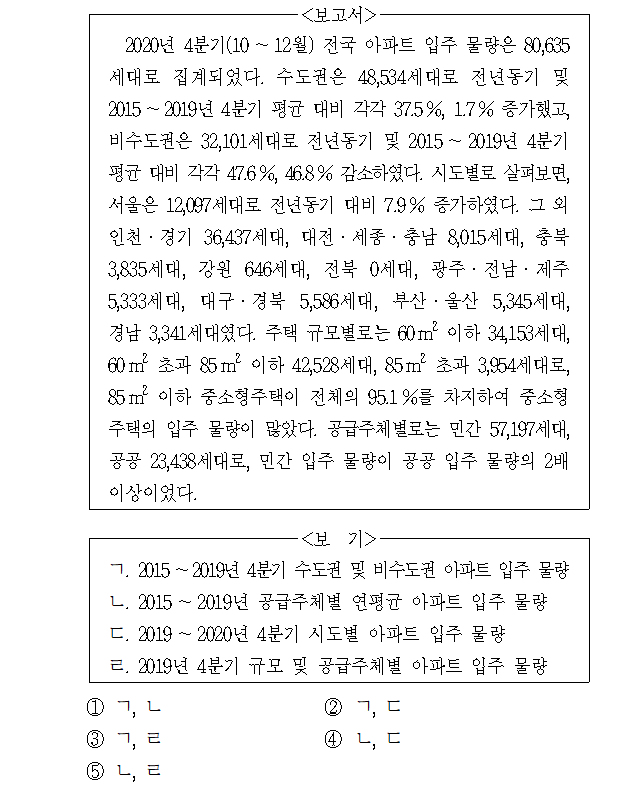 <보고서>
2020년 4분기(10 ~ 12월) 전국 아파트 입주 물량은 80,635
세대로 집계되었다. 수도권은 48,534세대로 전년동기 및
2015 ~ 2019년 4분기 평균 대비 각각 37.5 %, 1.7 % 증가했고,
비수도권은 32,101세대로 전년동기 및 2015 ~ 2019년 4분기
평균 대비 각각 47.6 %, 46.8 % 감소하였다. 시도별로 살펴보면,
서울은 12,097세대로 전년동기 대비 7.9 % 증가하였다. 그 외
인천 · 경기 36,437세대, 대전 · 세종 · 충남 8,015세대, 충북
3,835세대, 강원 646세대, 전북 0세대, 광주 · 전남 · 제주
5,333세대, 대구 · 경북 5,586세대, 부산 · 울산 5,345세대,
경남 3,341세대였다. 주택 규모별로는 60 m² 이하 34,153세대,
60 m² 초과 85 m² 이하 42,528세대, 85 m² 초과 3,954세대로,
85 m² 이하 중소형주택이 전체의 95.1 %를 차지하여 중소형
주택의 입주 물량이 많았다. 공급주체별로는 민간 57,197세대,
공공 23,438세대로, 민간 입주 물량이 공공 입주 물량의 2배
이상이었다.
<보 기>
ㄱ. 2015 ~ 2019년 4분기 수도권 및 비수도권 아파트 입주 물량
ㄴ. 2015 ~ 2019년 공급주체별 연평균 아파트 입주 물량
ㄷ. 2019 ~ 2020년 4분기 시도별 아파트 입주 물량
ㄹ. 2019년 4분기 규모 및 공급주체별 아파트 입주 물량
① ㄱ, ㄴ ② ㄱ, ㄷ
③ ㄱ, ㄹ ④ ㄴ, ㄷ
⑤ ㄴ, ㄹ